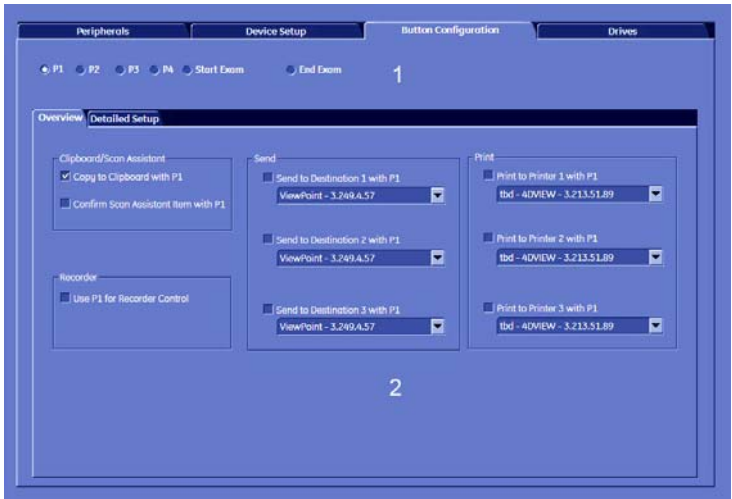 Peripherals Device Setup Button Configuration Drives
P1 P2 P3 P4 Start Exam End Exam
1
Overview Detailed Setup
Clipboard/Scan Assistant
Copy to Clipboard with P1
Confirm Scan Assistant Item with P1
Recorder
Use P1 for Recorder Control
Send
Send to Destination 1 with P1
ViewPoint - 3.249.4.57
Send to Destination 2 with P1
ViewPoint - 3.249.4.57
Send to Destination 3 with P1
ViewPoint - 3.249.4.57
Print
Print to Printer 1 with P1
tbd - 4DVIEW - 3.213.51.89
Print to Printer 2 with P1
tbd - 4DVIEW - 3.213.51.89
Print to Printer 3 with P1
tbd - 4DVIEW - 3.213.51.89
2